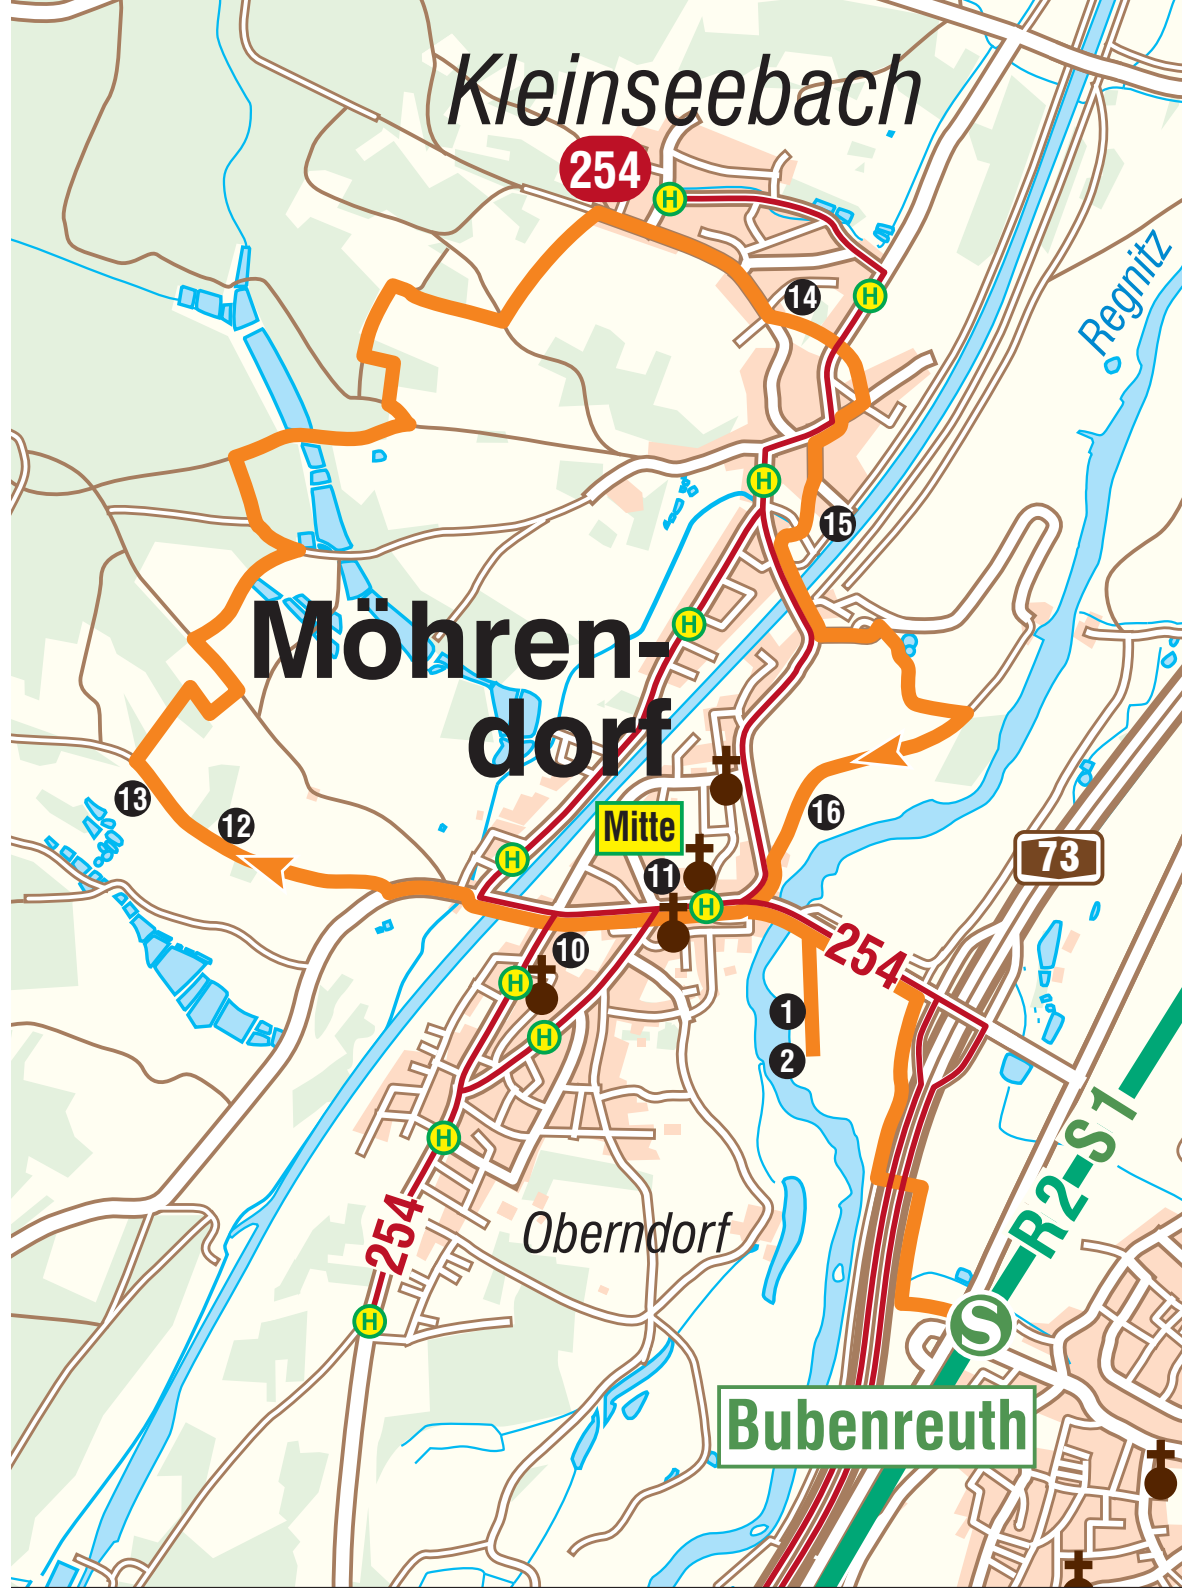 Kleinseebach
254
H
14
H
Regnitz
H
15
Möhren-
H
dorf
13
12
Mitte
16
H
11
73
H
10
254
H
1
H
2
H
R2-S1
254
Oberndorf
H
S
Bubenreuth